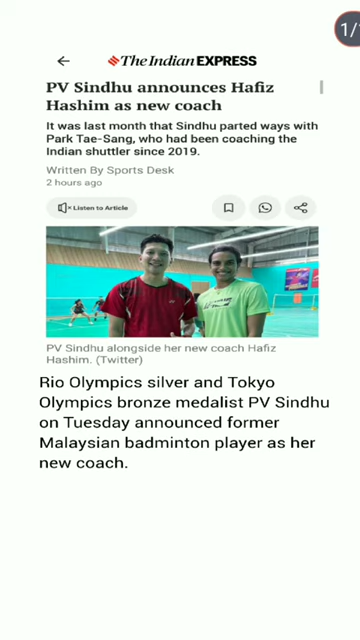 1/
The Indian EXPRESS
PV Sindhu announces Hafiz
Hashim as new coach
It was last month that Sindhu parted ways with
Park Tae-Sang, who had been coaching the
Indian shuttler since 2019.
Written By Sports Desk
2 hours ago
Listen to Article
PV Sindhu alongside her new coach Hafiz
Hashim. (Twitter)
Rio Olympics silver and Tokyo
Olympics bronze medalist PV Sindhu
on Tuesday announced former
Malaysian badminton player as her
new coach.